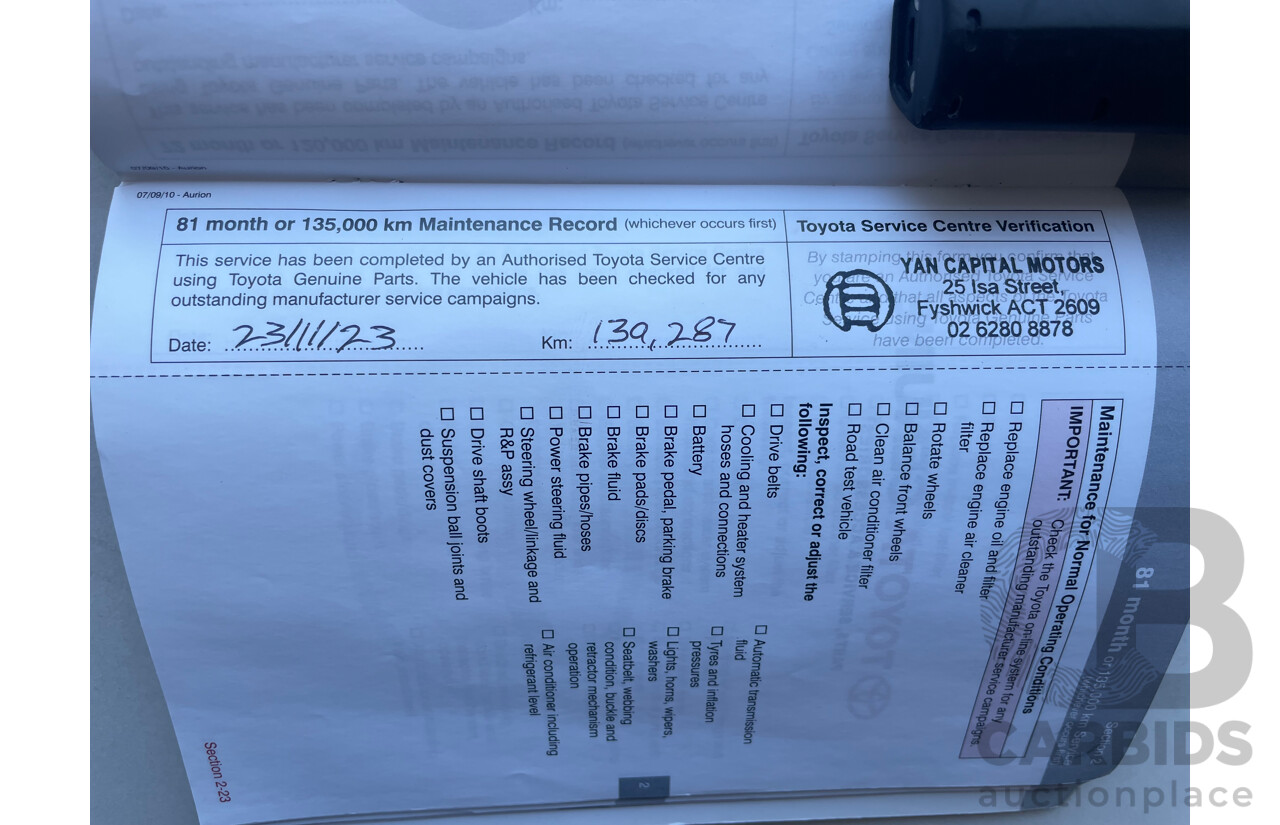 07/09/10 - Aurion
81 month or 135,000 km Maintenance Record (whichever occurs first)
This service has been completed by an Authorised Toyota Service Centre
using Toyota Genuine Parts. The vehicle has been checked for any
outstanding manufacturer service campaigns.
Date: 23/11/23
Km: 139,287
Toyota Service Centre Verification
YAN CAPITAL MOTORS
25 Isa Street,
Fyshwick ACT 2609
02 6280 8878
have been completed.
81 month
Maintenance for Normal Operating Conditions
IMPORTANT: Check the Toyota on-line system for any
outstanding manufacturer service campaigns.
☐ Replace engine oil and filter
☐ Replace engine air cleaner
filter
☐ Rotate wheels
☐ Balance front wheels
☐ Clean air conditioner filter
☐ Road test vehicle
Inspect, correct or adjust the
following:
☐ Drive belts
☐ Cooling and heater system
hoses and connections
☐ Battery
☐ Brake pedal, parking brake
☐ Brake pads/discs
☐ Brake fluid
☐ Brake pipes/hoses
☐ Power steering fluid
☐ Steering wheel/linkage and
R&P assy
☐ Drive shaft boots
☐ Suspension ball joints and
dust covers
☐ Automatic transmission
fluid
☐ Tyres and inflation
pressures
☐ Lights, horns, wipers,
washers
☐ Seatbelt, webbing
condition, buckle and
retractor mechanism
operation
☐ Air conditioner including
refrigerant level
2
Section 2-23
CARBIDS
auctionplace